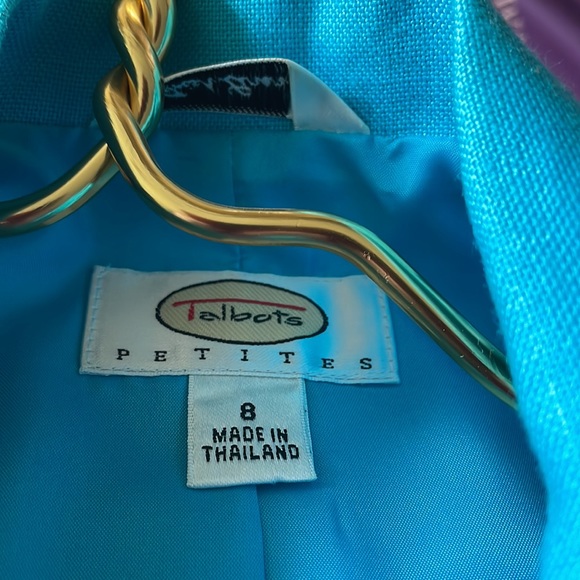 Talbots
PETITES
8
MADE IN
THAILAND